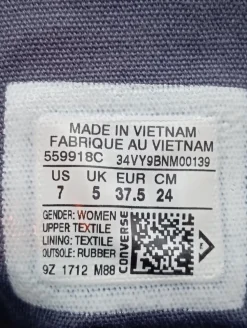 MADE IN VIETNAM
FABRIQUE AU VIETNAM
559918C 34VY9BNM00139
US UK EUR CM
7 5 37.5 24
GENDER: WOMEN
UPPER TEXTILE
LINING: TEXTILE
OUTSOLE: RUBBER
9Z 1712 M88
CONVERSE